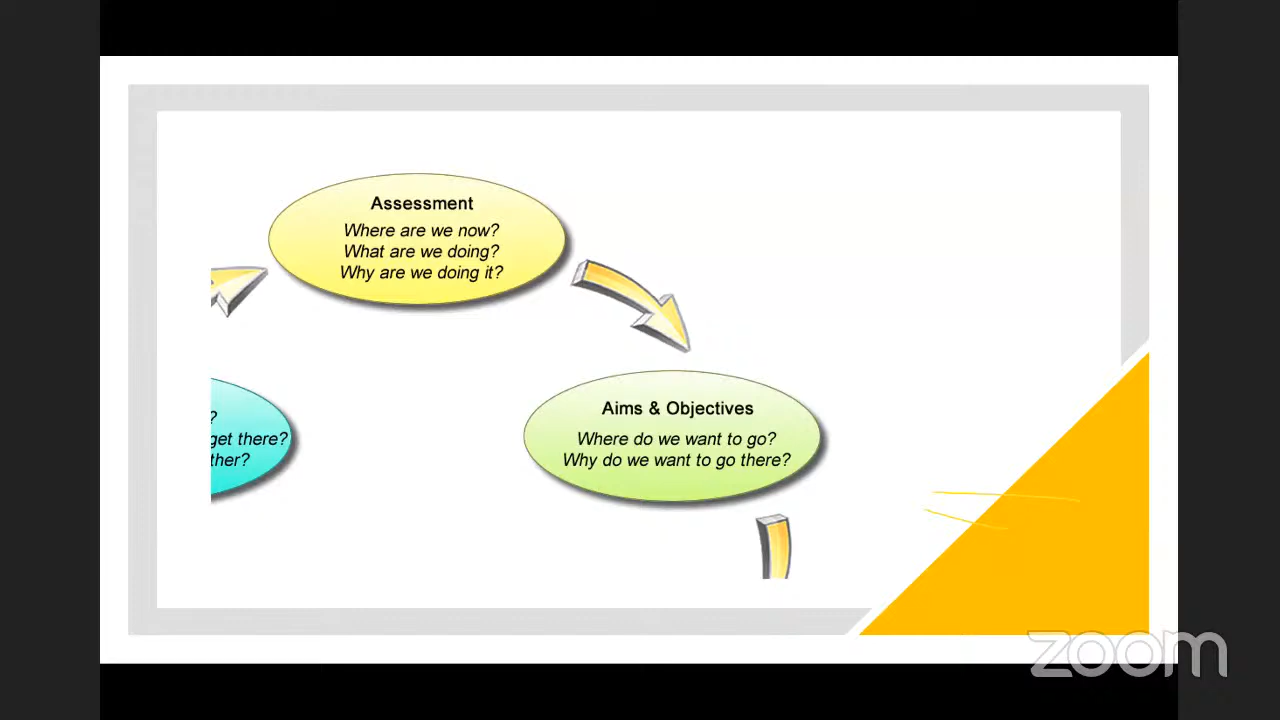 Assessment
Where are we now?
What are we doing?
Why are we doing it?
?
get there?
ther?
Aims & Objectives
Where do we want to go?
Why do we want to go there?
zoom